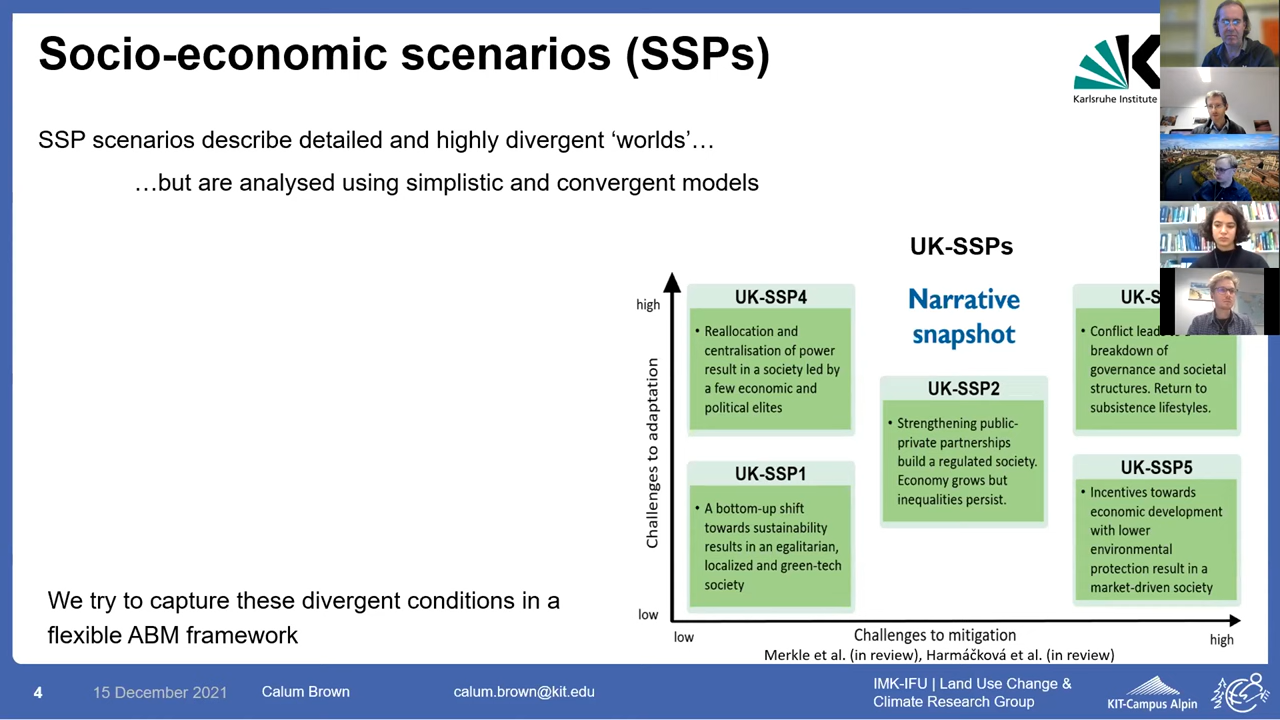 Socio-economic scenarios (SSPs)
Karlsruhe Institute
SSP scenarios describe detailed and highly divergent ‘worlds’…
…but are analysed using simplistic and convergent models
UK-SSPs
Narrative
snapshot
high
Challenges to adaptation
low
UK-SSP4
• Reallocation and
centralisation of power
result in a society led by
a few economic and
political elites
UK-SSP2
• Strengthening public-
private partnerships
build a regulated society.
Economy grows but
inequalities persist.
UK-S
• Conflict
breakdown of
governance and societal
structures. Return to
subsistence lifestyles.
UK-SSP1
• A bottom-up shift
towards sustainability
results in an egalitarian,
localized and green-tech
society
UK-SSP5
• Incentives towards
economic development
with lower
environmental
protection result in a
market-driven society
low
Challenges to mitigation
high
Merkle et al. (in review), Harmáčková et al. (in review)
We try to capture these divergent conditions in a
flexible ABM framework
4
15 December 2021
Calum Brown
calum.brown@kit.edu
IMK-IFU | Land Use Change &
Climate Research Group
KIT-Campus Alpin